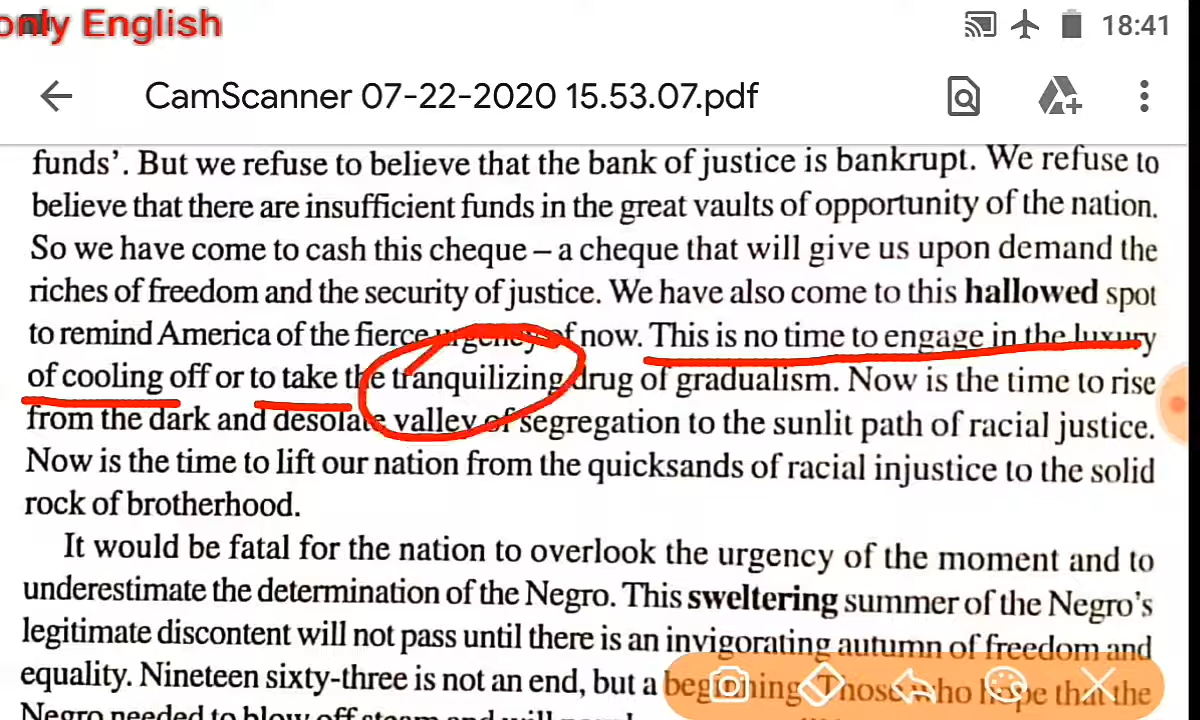 only English
18:41
CamScanner 07-22-2020 15.53.07.pdf
funds'. But we refuse to believe that the bank of justice is bankrupt. We refuse to
believe that there are insufficient funds in the great vaults of opportunity of the nation.
So we have come to cash this cheque – a cheque that will give us upon demand the
riches of freedom and the security of justice. We have also come to this hallowed spot
to remind America of the fierce urgency of now. This is no time to engage in the luxury
of cooling off or to take the tranquilizing drug of gradualism. Now is the time to rise
from the dark and desolate valley of segregation to the sunlit path of racial justice.
Now is the time to lift our nation from the quicksands of racial injustice to the solid
rock of brotherhood.
It would be fatal for the nation to overlook the urgency of the moment and to
underestimate the determination of the Negro. This sweltering summer of the Negro's
legitimate discontent will not pass until there is an invigorating autumn of freedom and
equality. Nineteen sixty-three is not an end, but a beginning. Those who hope that the
Negro needed to blow off steam and will